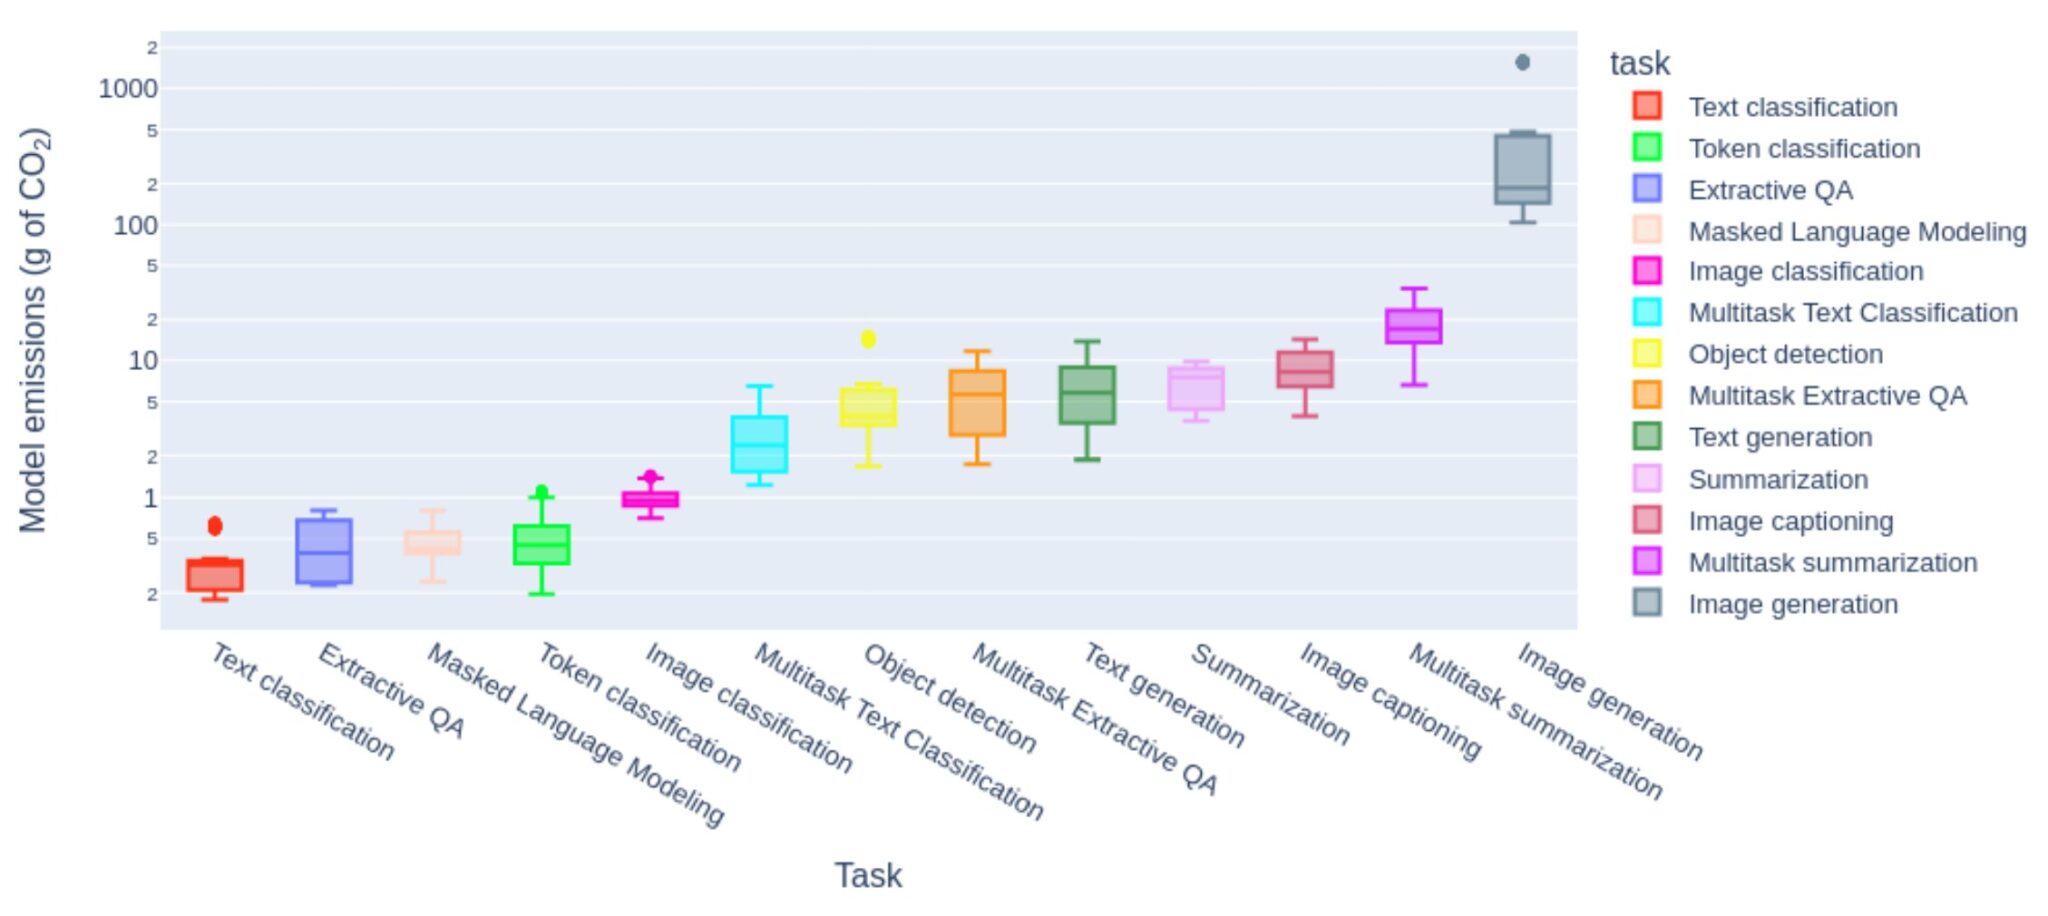 Model emissions (g of CO₂)
2
1000
5
2
100
5
2
10
5
2
1
5
2
Text classification
Extractive QA
Masked Language Modeling
Token classification
Image classification
Multitask Text Classification
Object detection
Multitask Extractive QA
Text generation
Summarization
Image captioning
Multitask summarization
Image generation
Task
task
Text classification
Token classification
Extractive QA
Masked Language Modeling
Image classification
Multitask Text Classification
Object detection
Multitask Extractive QA
Text generation
Summarization
Image captioning
Multitask summarization
Image generation